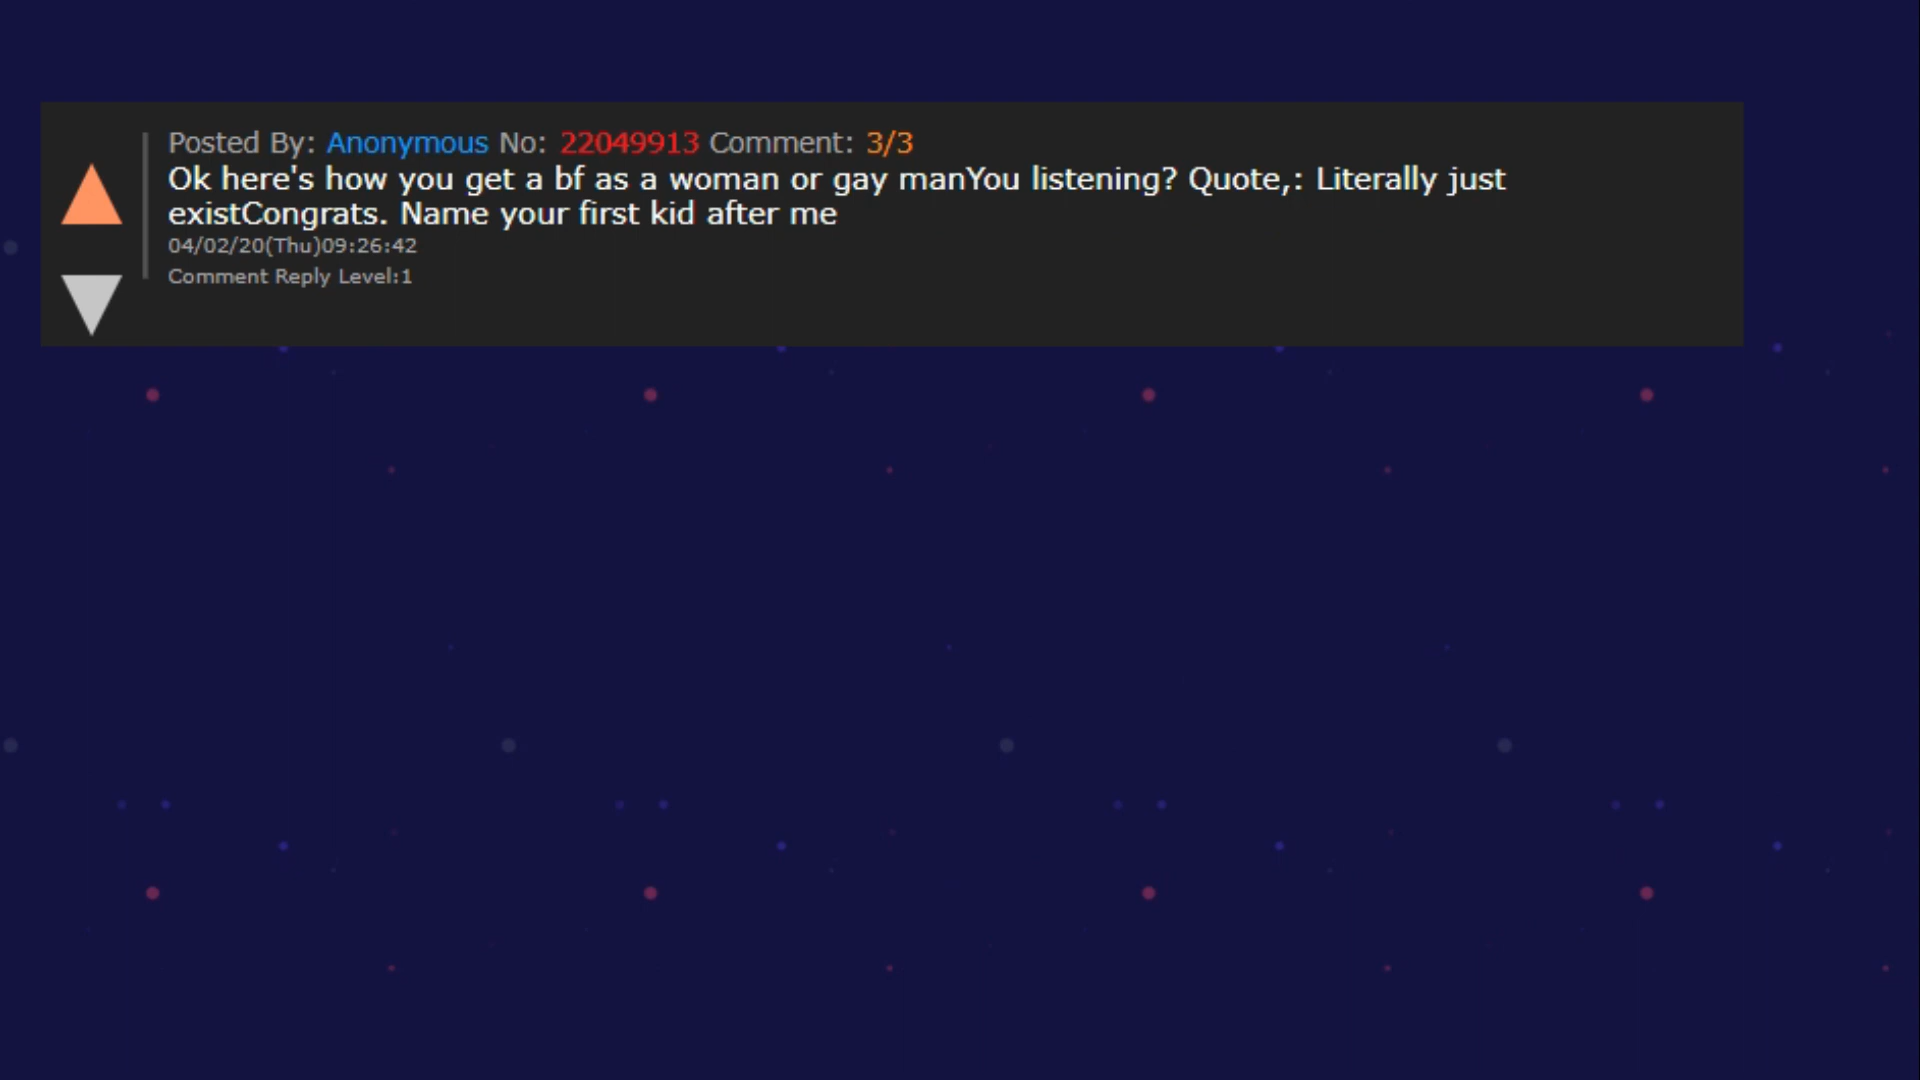 Posted By: Anonymous No: 22049913 Comment: 3/3
Ok here's how you get a bf as a woman or gay manYou listening? Quote,: Literally just
existCongrats. Name your first kid after me
04/02/20(Thu)09:26:42
Comment Reply Level:1